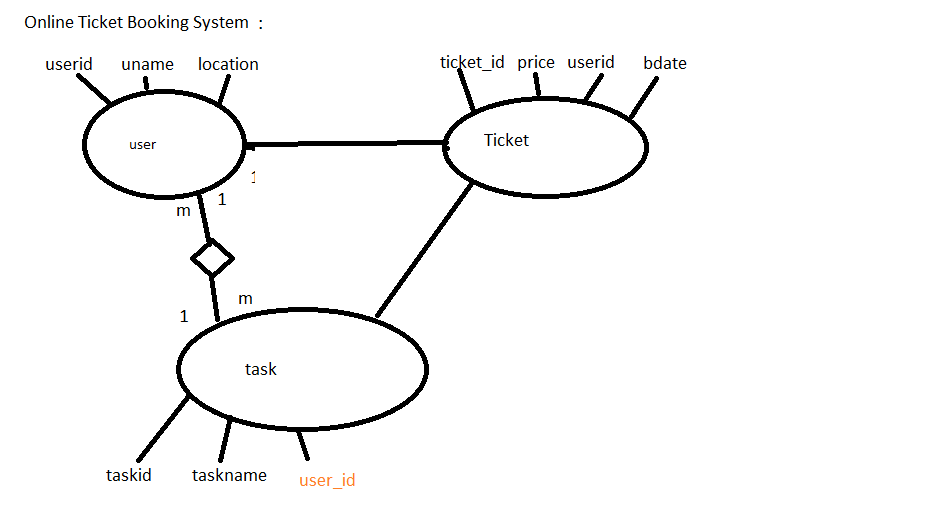 Online Ticket Booking System :
userid uname location
ticket_id price userid bdate
user
Ticket
1
1
m
m
1
task
taskid taskname user_id